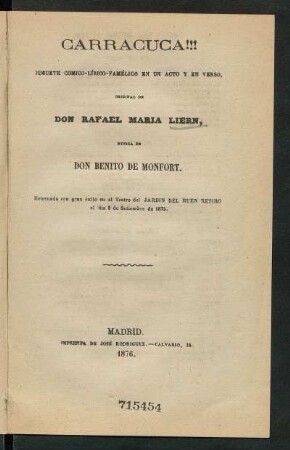 CARRACUCA!!!
JUGUETE CÓMICO-LÍRICO-FAMÉLICO EN UN ACTO Y EN VERSO,
ORIGINAL DE
DON RAFAEL MARIA LIERN,
MÚSICA DE
DON BENITO DE MONFORT.
Estrenado con gran éxito en el Teatro del JARDIN DEL BUEN RETIRO
el dia 2 de Setiembre de 1876.
MADRID.
IMPRENTA DE JOSÉ RODRIGUEZ.—CALVARIO, 18.
1876.
715454